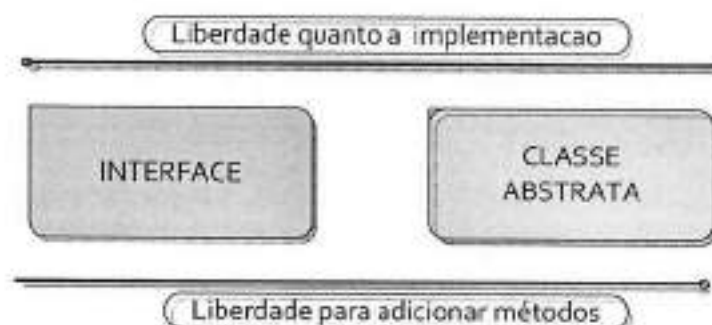 Liberdade quanto a implementacao
INTERFACE
CLASSE
ABSTRATA
Liberdade para adicionar métodos